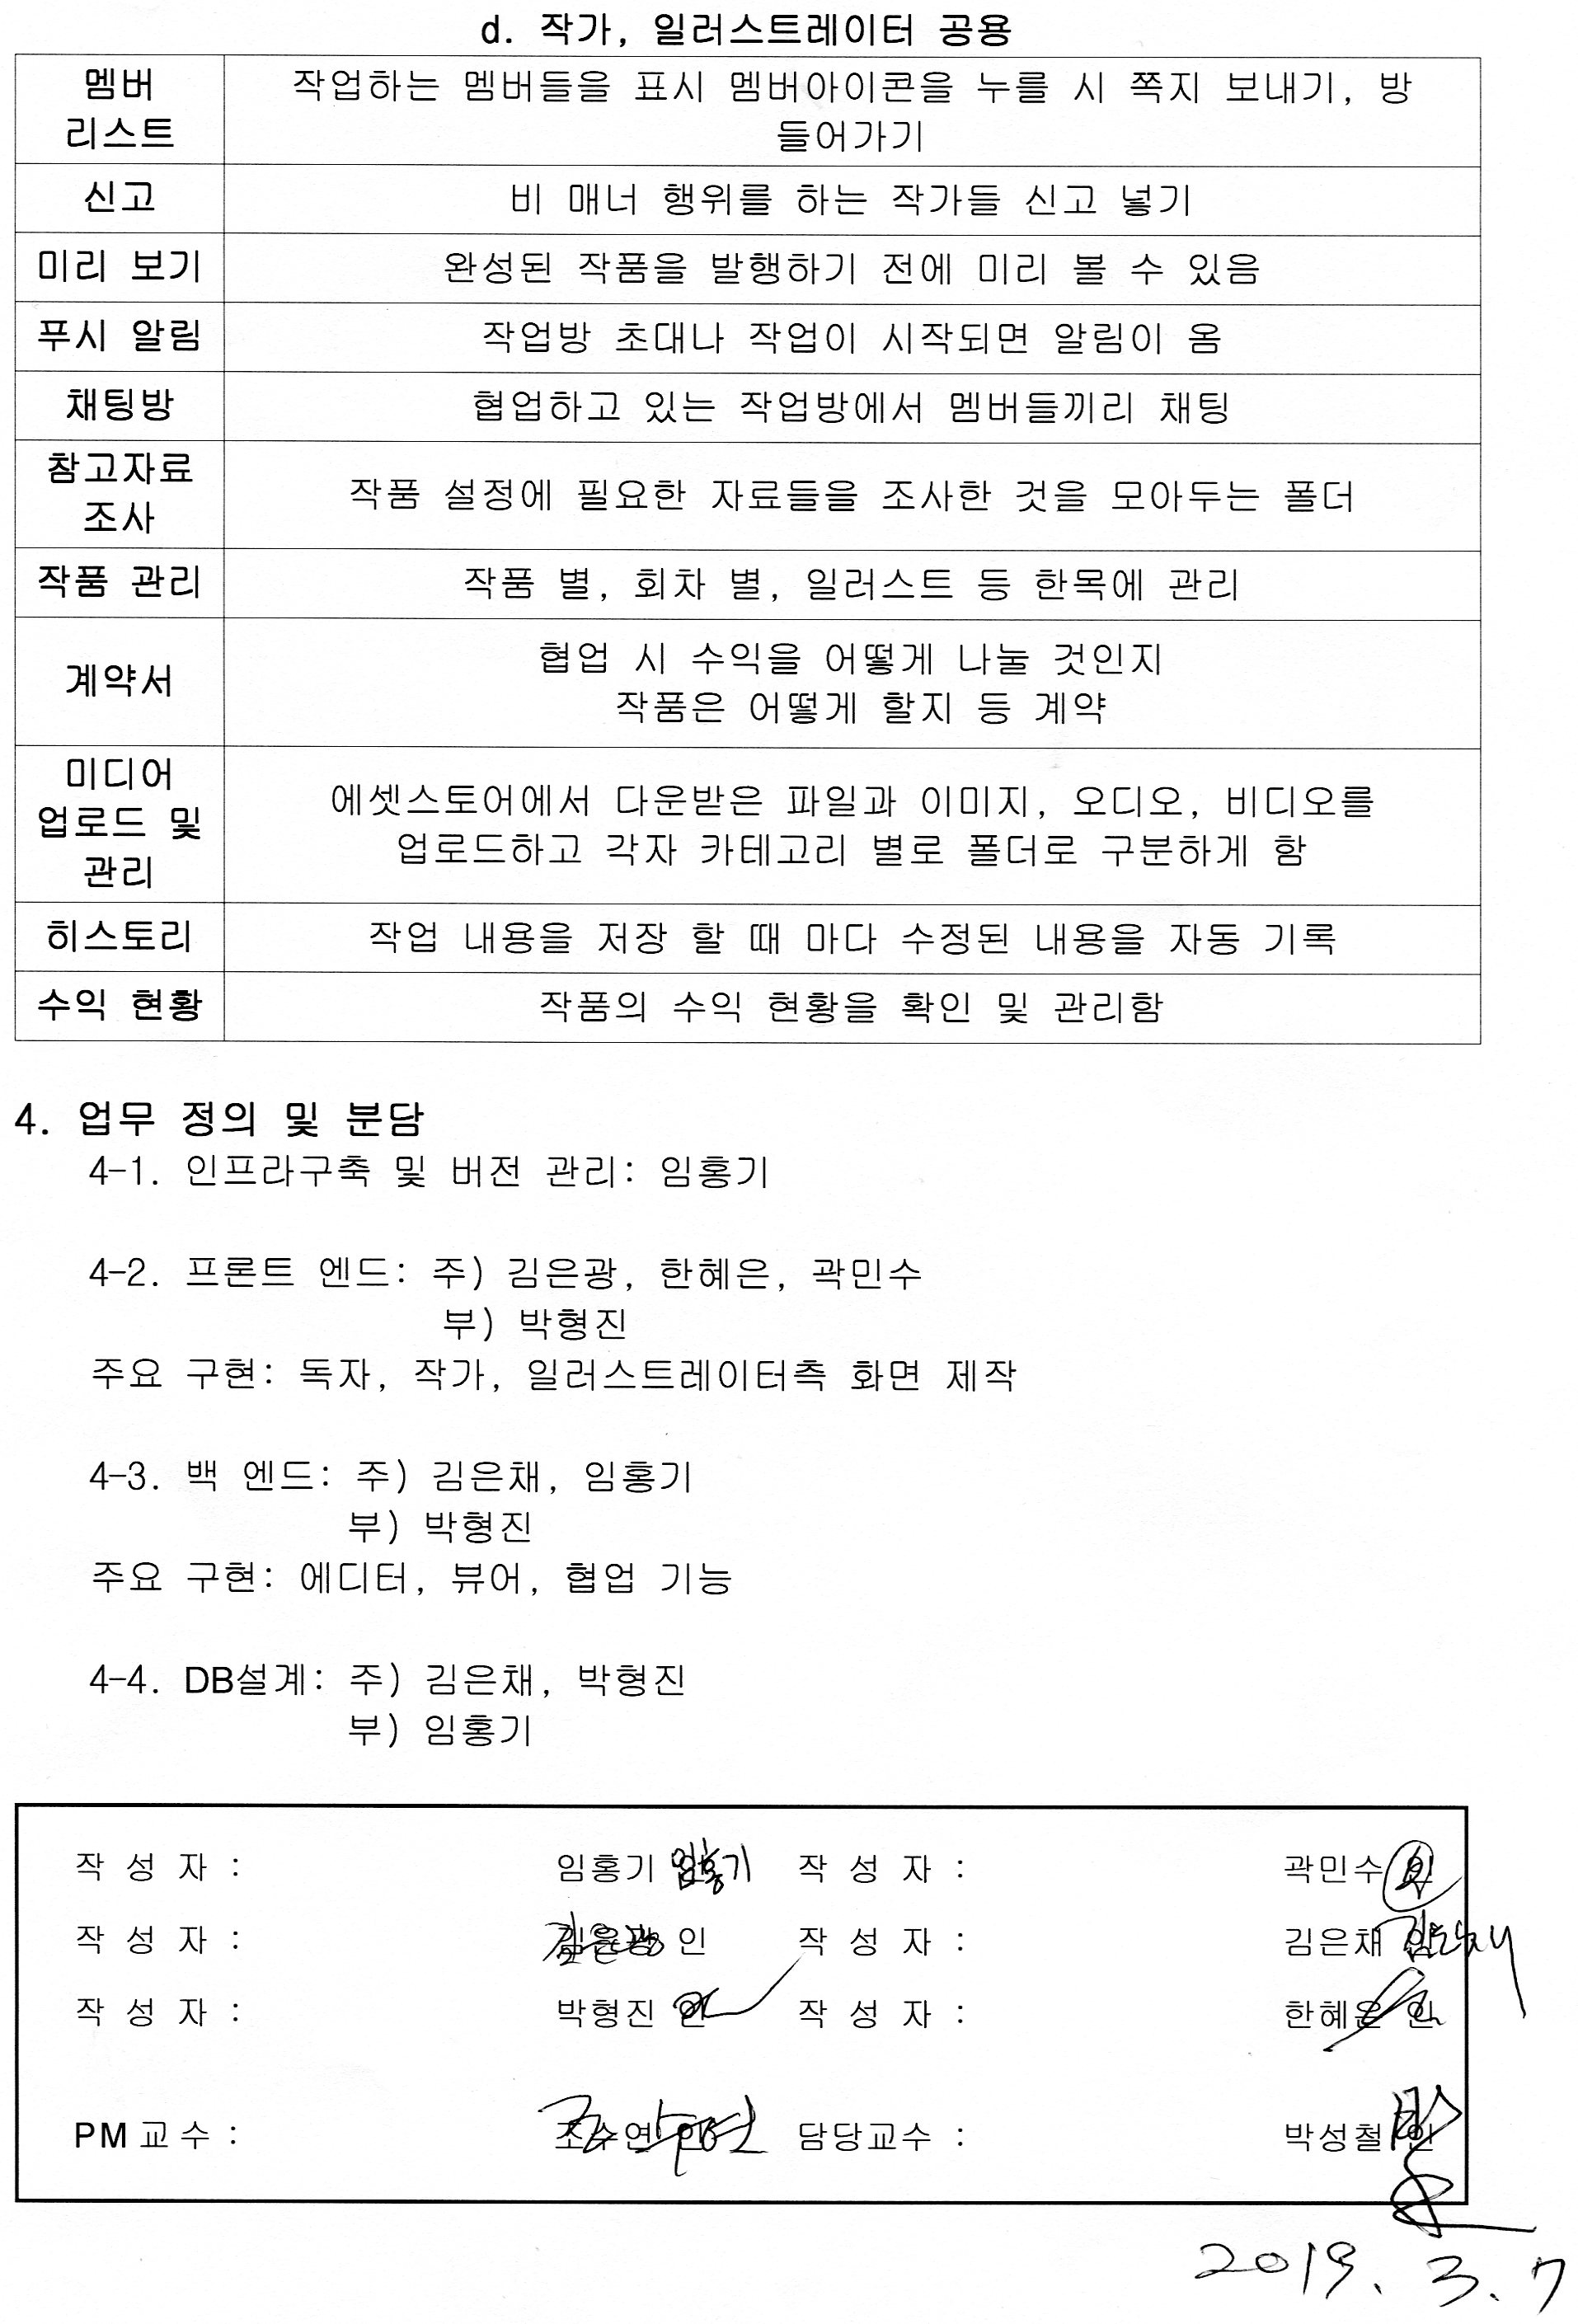 d. 작가, 일러스트레이터 공용
멤버
리스트
작업하는 멤버들을 표시 멤버아이콘을 누를 시 쪽지 보내기, 방
들어가기
신고
비 매너 행위를 하는 작가들 신고 넣기
미리 보기
완성된 작품을 발행하기 전에 미리 볼 수 있음
푸시 알림
작업방 초대나 작업이 시작되면 알림이 옴
채팅방
협업하고 있는 작업방에서 멤버들끼리 채팅
참고자료
조사
작품 설정에 필요한 자료들을 조사한 것을 모아두는 폴더
작품 관리
작품 별, 회차 별, 일러스트 등 한목에 관리
계약서
협업 시 수익을 어떻게 나눌 것인지
작품은 어떻게 할지 등 계약
미디어
업로드 및
관리
에셋스토어에서 다운받은 파일과 이미지, 오디오, 비디오를
업로드하고 각자 카테고리 별로 폴더로 구분하게 함
히스토리
작업 내용을 저장 할 때 마다 수정된 내용을 자동 기록
수익 현황
작품의 수익 현황을 확인 및 관리함
4. 업무 정의 및 분담
4-1. 인프라구축 및 버전 관리: 임홍기
4-2. 프론트 엔드: 주) 김은광, 한혜은, 곽민수
부) 박형진
주요 구현: 독자, 작가, 일러스트레이터측 화면 제작
4-3. 백 엔드: 주) 김은채, 임홍기
부) 박형진
주요 구현: 에디터, 뷰어, 협업 기능
4-4. DB설계: 주) 김은채, 박형진
부) 임홍기
작 성 자 : 임홍기 인 임홍기 작 성 자 : 곽민수 인
작 성 자 : 김은광 인 작 성 자 : 김은채 인
작 성 자 : 박형진 인 작 성 자 : 한혜은 인
PM 교수 : 조수연 인 담당교수 : 박성철 인
2019. 3. 7